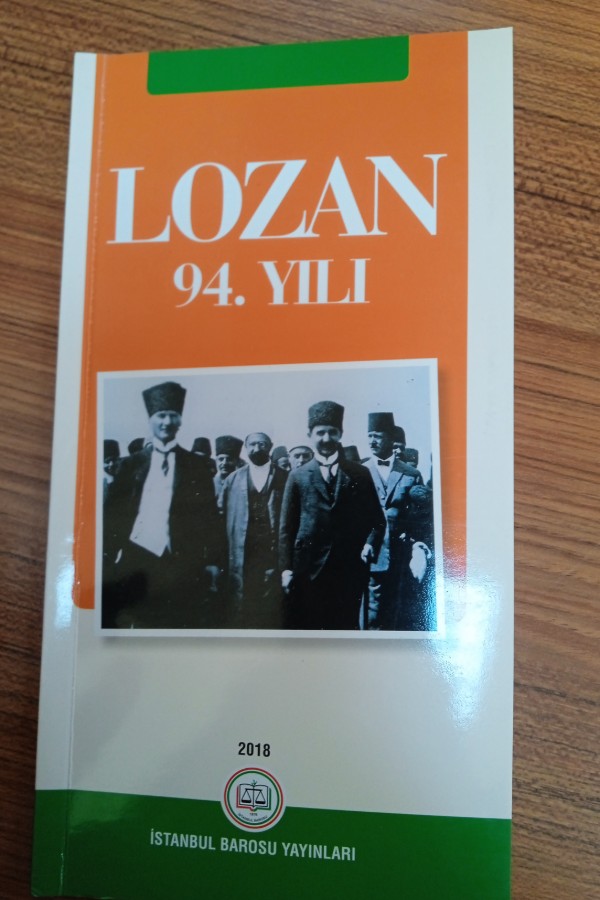 LOZAN
94. YILI
2018
İSTANBUL BAROSU YAYINLARI